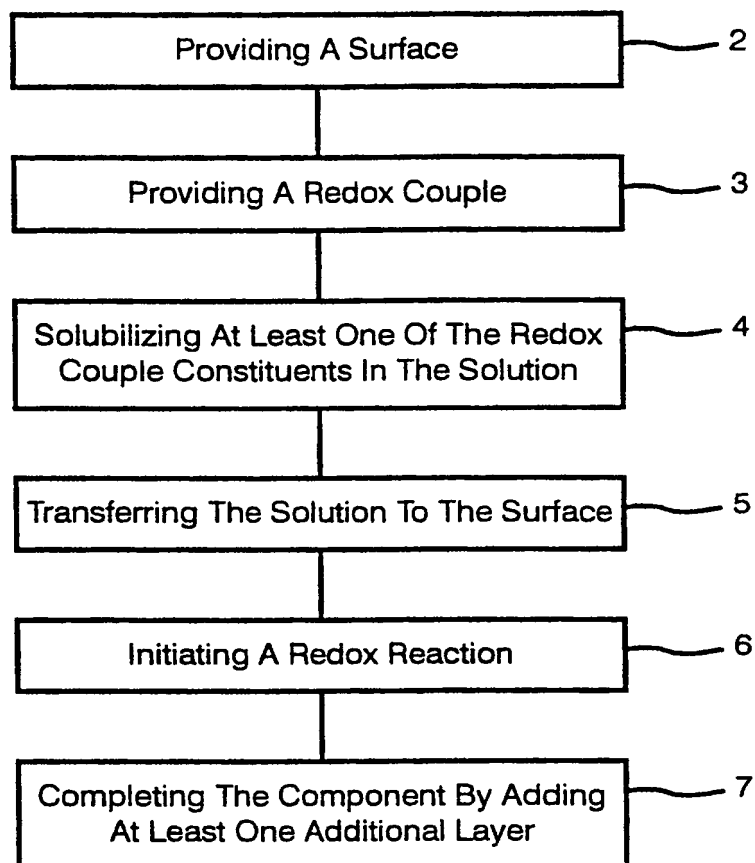 Providing A Surface
2
Providing A Redox Couple
3
Solubilizing At Least One Of The Redox
Couple Constituents In The Solution
4
Transferring The Solution To The Surface
5
Initiating A Redox Reaction
6
Completing The Component By Adding
At Least One Additional Layer
7